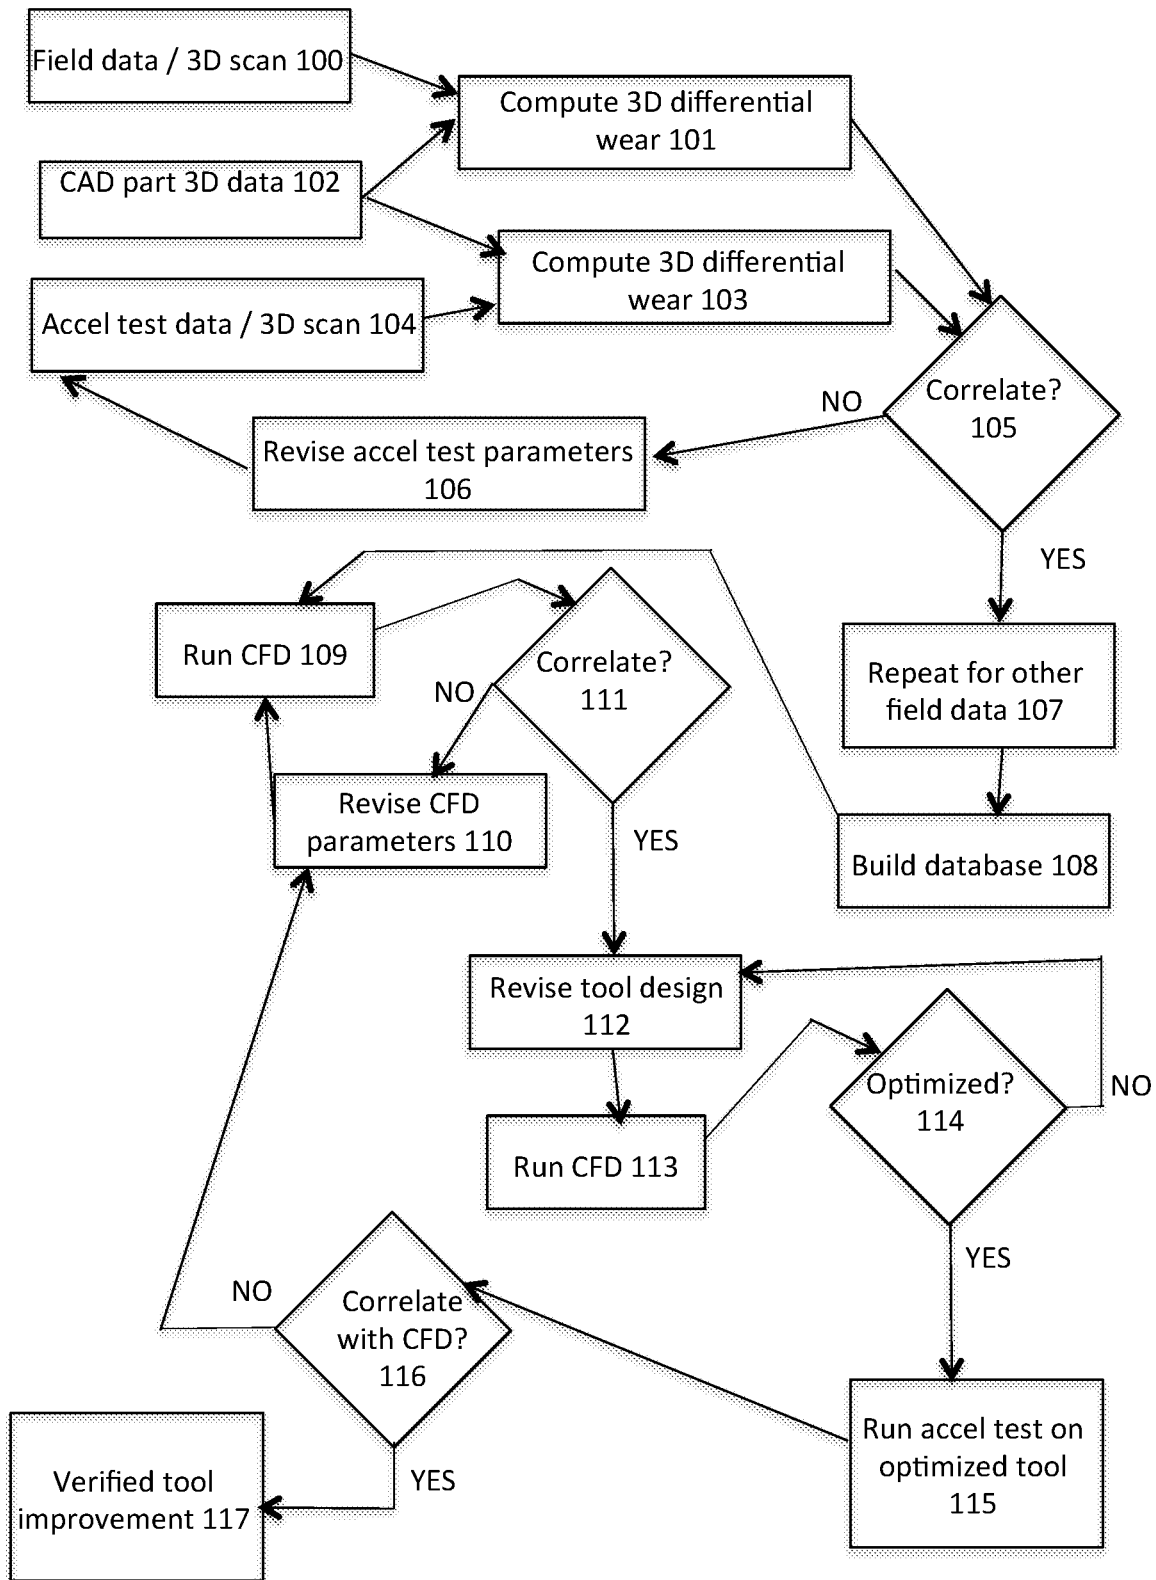 Field data / 3D scan 100
Compute 3D differential
wear 101
CAD part 3D data 102
Compute 3D differential
wear 103
Accel test data / 3D scan 104
Correlate?
105
NO
Revise accel test parameters
106
YES
Run CFD 109
Correlate?
111
NO
Repeat for other
field data 107
Revise CFD
parameters 110
YES
Build database 108
Revise tool design
112
Optimized?
114
NO
Run CFD 113
YES
NO
Correlate
with CFD?
116
Run accel test on
optimized tool
115
YES
Verified tool
improvement 117